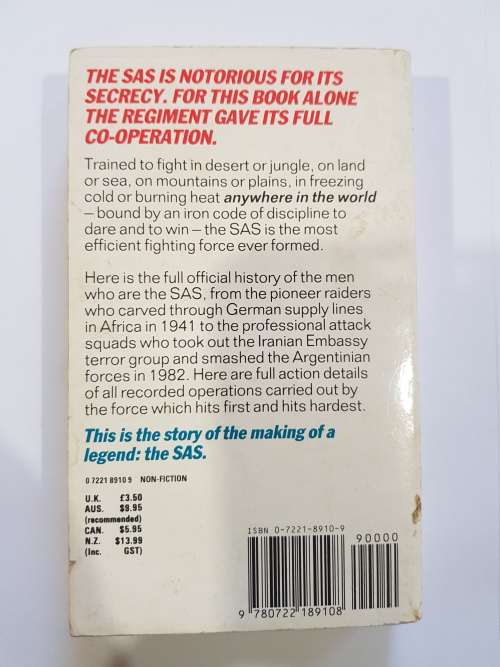 THE SAS IS NOTORIOUS FOR ITS
SECRECY. FOR THIS BOOK ALONE
THE REGIMENT GAVE ITS FULL
CO-OPERATION.
Trained to fight in desert or jungle, on land
or sea, on mountains or plains, in freezing
cold or burning heat anywhere in the world
– bound by an iron code of discipline to
dare and to win – the SAS is the most
efficient fighting force ever formed.
Here is the full official history of the men
who are the SAS, from the pioneer raiders
who carved through German supply lines
in Africa in 1941 to the professional attack
squads who took out the Iranian Embassy
terror group and smashed the Argentinian
forces in 1982. Here are full action details
of all recorded operations carried out by
the force which hits first and hits hardest.
This is the story of the making of a
legend: the SAS.
0 7221 8910 9 NON-FICTION
U.K. £3.50
AUS. $9.95
(recommended)
CAN. $5.95
N.Z. $13.99
(Inc. GST)
ISBN 0-7221-8910-9
90000
9 780722 189108